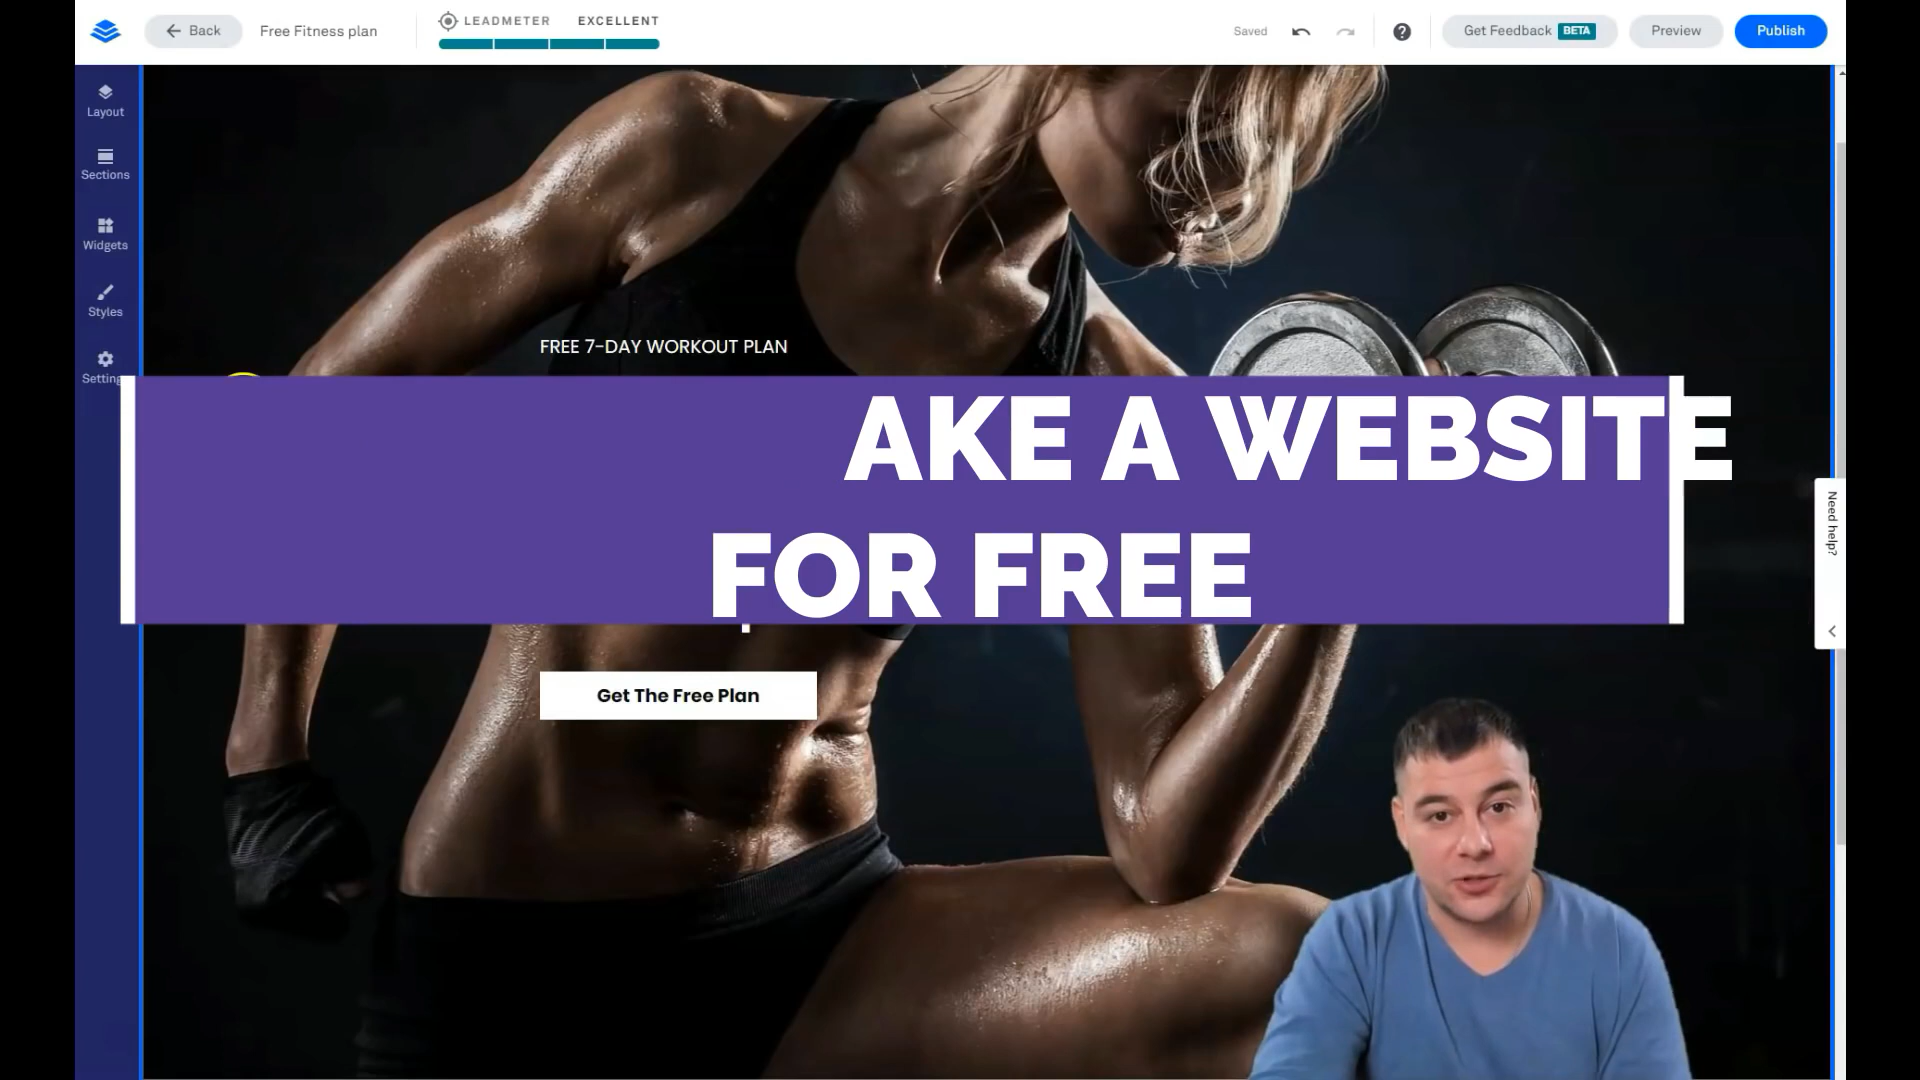 Back
Free Fitness plan
LEADMETER EXCELLENT
Saved
Get Feedback BETA
Preview
Publish
Layout
Sections
Widgets
Styles
Setting
FREE 7-DAY WORKOUT PLAN
AKE A WEBSITE
FOR FREE
Get The Free Plan
Need help?